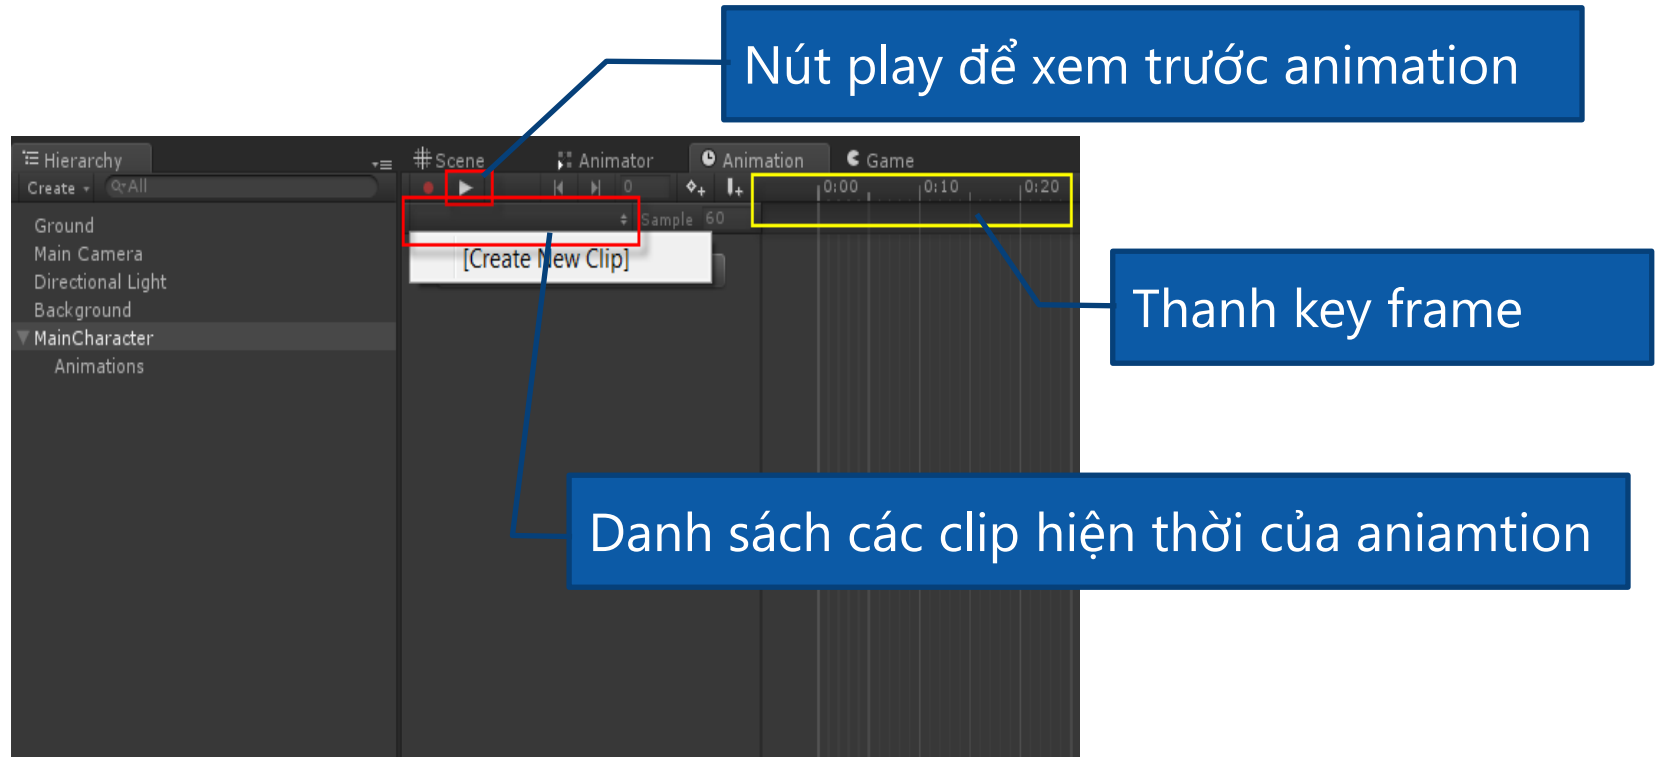 Nút play để xem trước animation
Hierarchy
Scene
Animator
Animation
Game
Create
All
0
0:00
0:10
0:20
Sample 60
[Create New Clip]
Ground
Main Camera
Directional Light
Background
MainCharacter
Animations
Thanh key frame
Danh sách các clip hiện thời của aniamtion